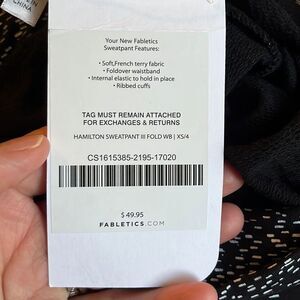 CHINA
Your New Fabletics
Sweatpant Features:
• Soft, French terry fabric
• Foldover waistband
• Internal elastic to hold in place
• Ribbed cuffs
TAG MUST REMAIN ATTACHED
FOR EXCHANGES & RETURNS
HAMILTON SWEATPANT III FOLD WB | XS/4
CS1615385-2195-17020
$49.95
FABLETICS.COM